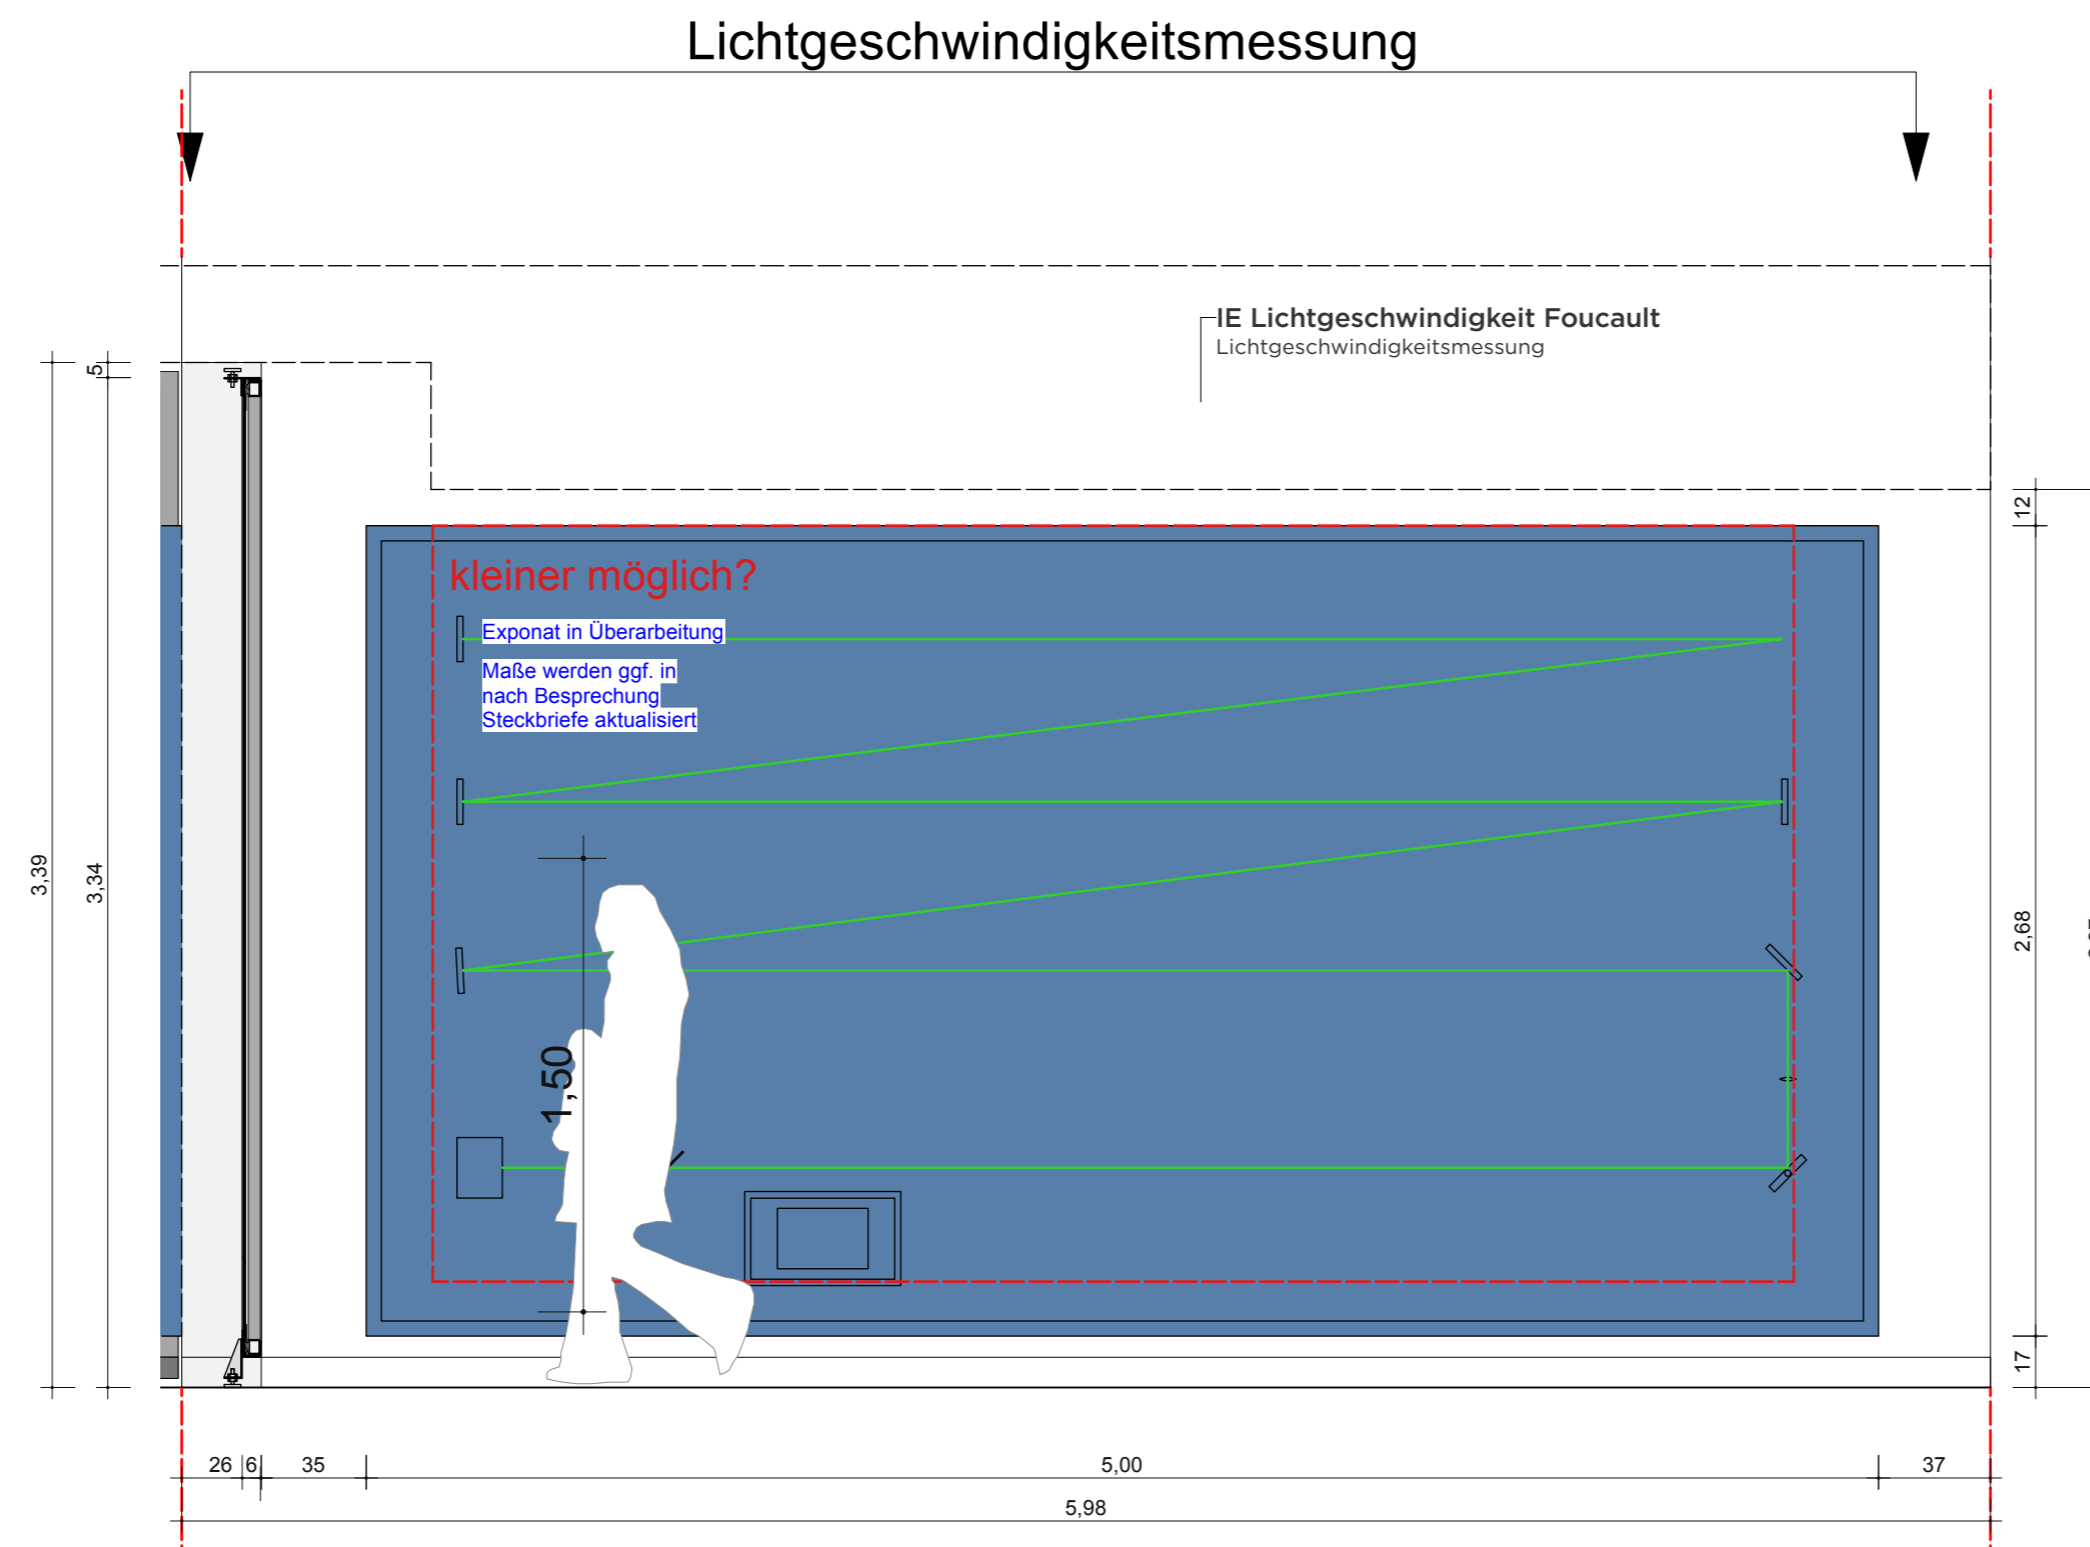 Lichtgeschwindigkeitsmessung
IE Lichtgeschwindigkeit Foucault
Lichtgeschwindigkeitsmessung
5
3,39
3,34
12
kleiner möglich?
Exponat in Überarbeitung
Maße werden ggf. in
nach Besprechung
Steckbriefe aktualisiert
2,68
1,50
17
26
6
35
5,00
37
5,98